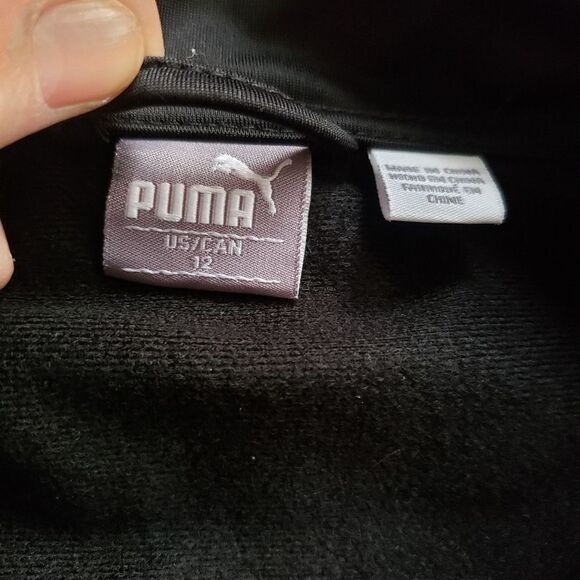 PUMA
US/CAN
12
MADE IN CHINA
HECHO EN CHINA
FABRIQUÉ EN
CHINE